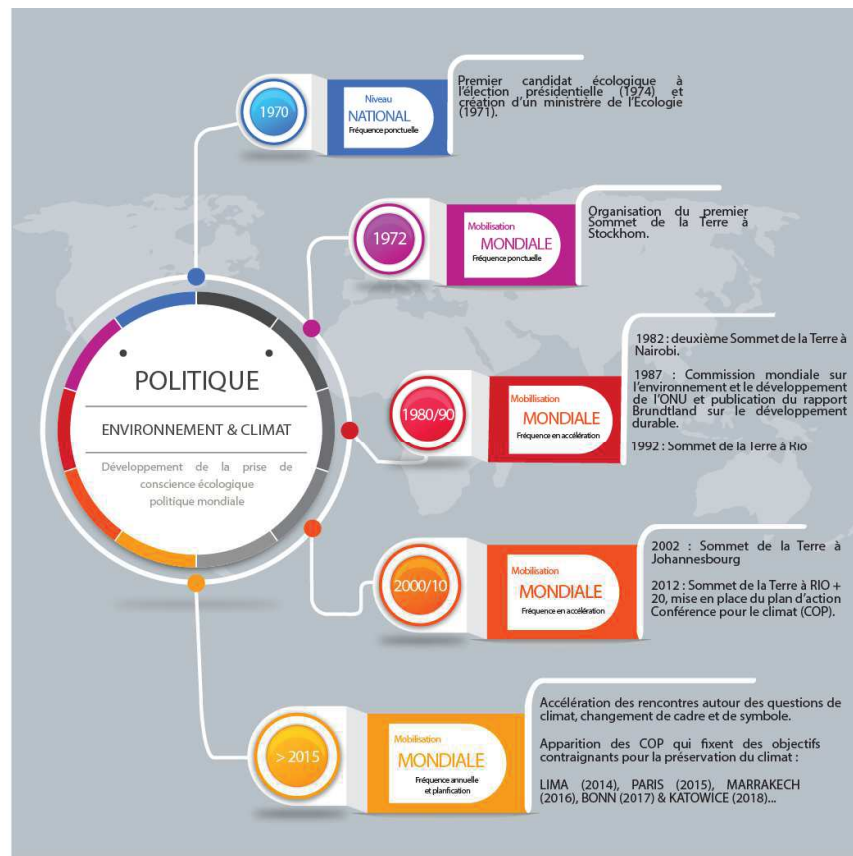 POLITIQUE
ENVIRONNEMENT & CLIMAT
Développement de la prise de
conscience écologique
politique mondiale
1970
Niveau
NATIONAL
Fréquence ponctuelle
Premier candidat écologique à
l'élection présidentielle (1974) et
création d'un ministrère de l'Ecologie
(1971).
1972
Mobilisation
MONDIALE
Fréquence ponctuelle
Organisation du premier
Sommet de la Terre à
Stockhom.
1980/90
Mobillisation
MONDIALE
Fréquence en accélération
1982 : deuxième Sommet de la Terre à
Nairobi.
1987 : Commission mondiale sur
l'environnement et le développement
de l'ONU et publication du rapport
Brundtland sur le développement
durable.
1992 : Sommet de la Terre à Rio
2000/10
Mobilisation
MONDIALE
Fréquence en accélération
2002 : Sommet de la Terre à
Johannesbourg
2012 : Sommet de la Terre à RIO +
20, mise en place du plan d'action
Conférence pour le climat (COP).
> 2015
Mobilisation
MONDIALE
Fréquence annuelle
et planfication
Accélération des rencontres autour des questions de
climat, changement de cadre et de symbole.
Apparition des COP qui fixent des objectifs
contraignants pour la préservation du climat :
LIMA (2014), PARIS (2015), MARRAKECH
(2016), BONN (2017) & KATOWICE (2018)...